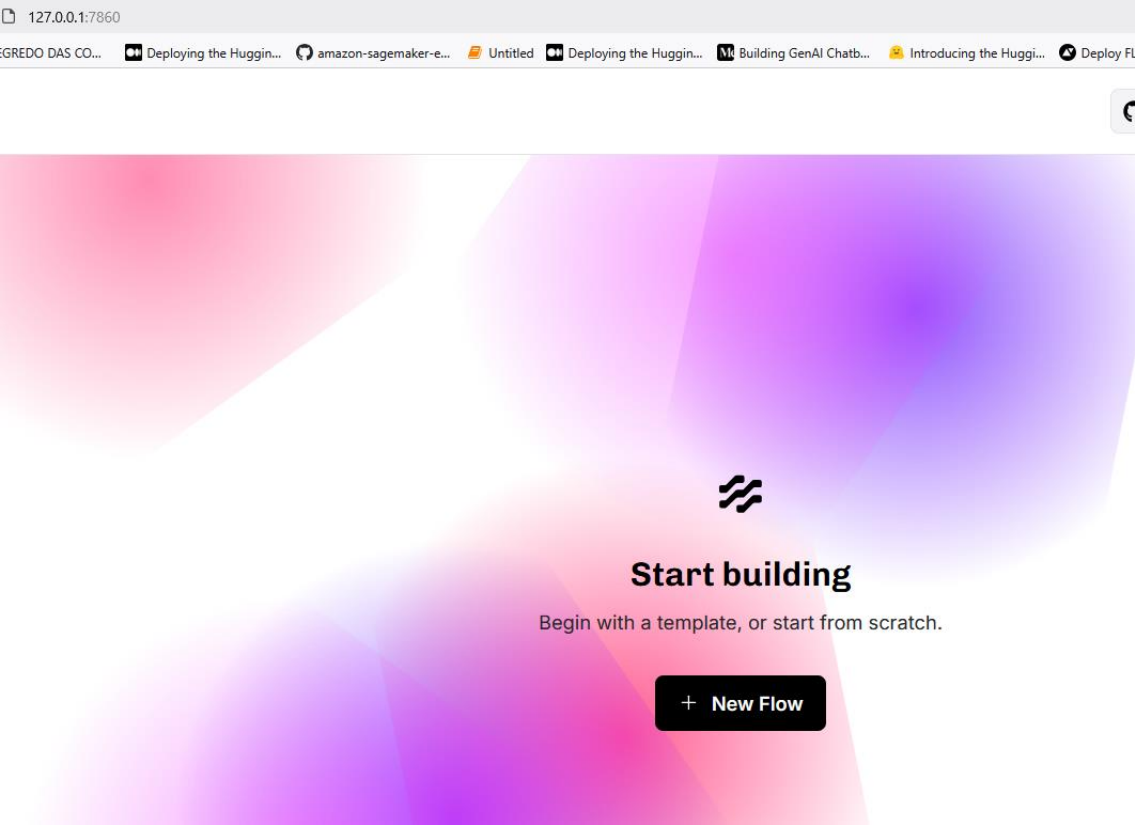 127.0.0.1:7860
EGREDO DAS CO... Deploying the Huggin... amazon-sagemaker-e... Untitled Deploying the Huggin... Building GenAI Chatb... Introducing the Huggi... Deploy FL
Start building
Begin with a template, or start from scratch.
+ New Flow